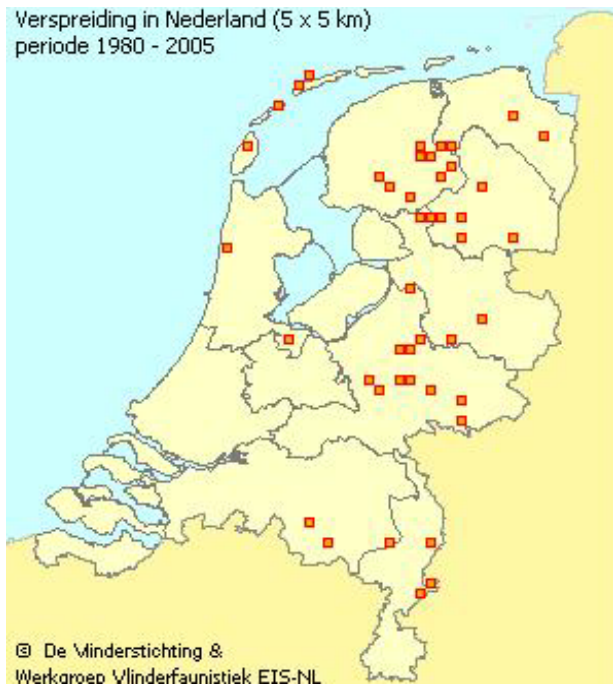 Verspreiding in Nederland (5 x 5 km)
periode 1980 - 2005
© De Vlinderstichting &
Werkgroep Vlinderfaunistiek EIS-NL